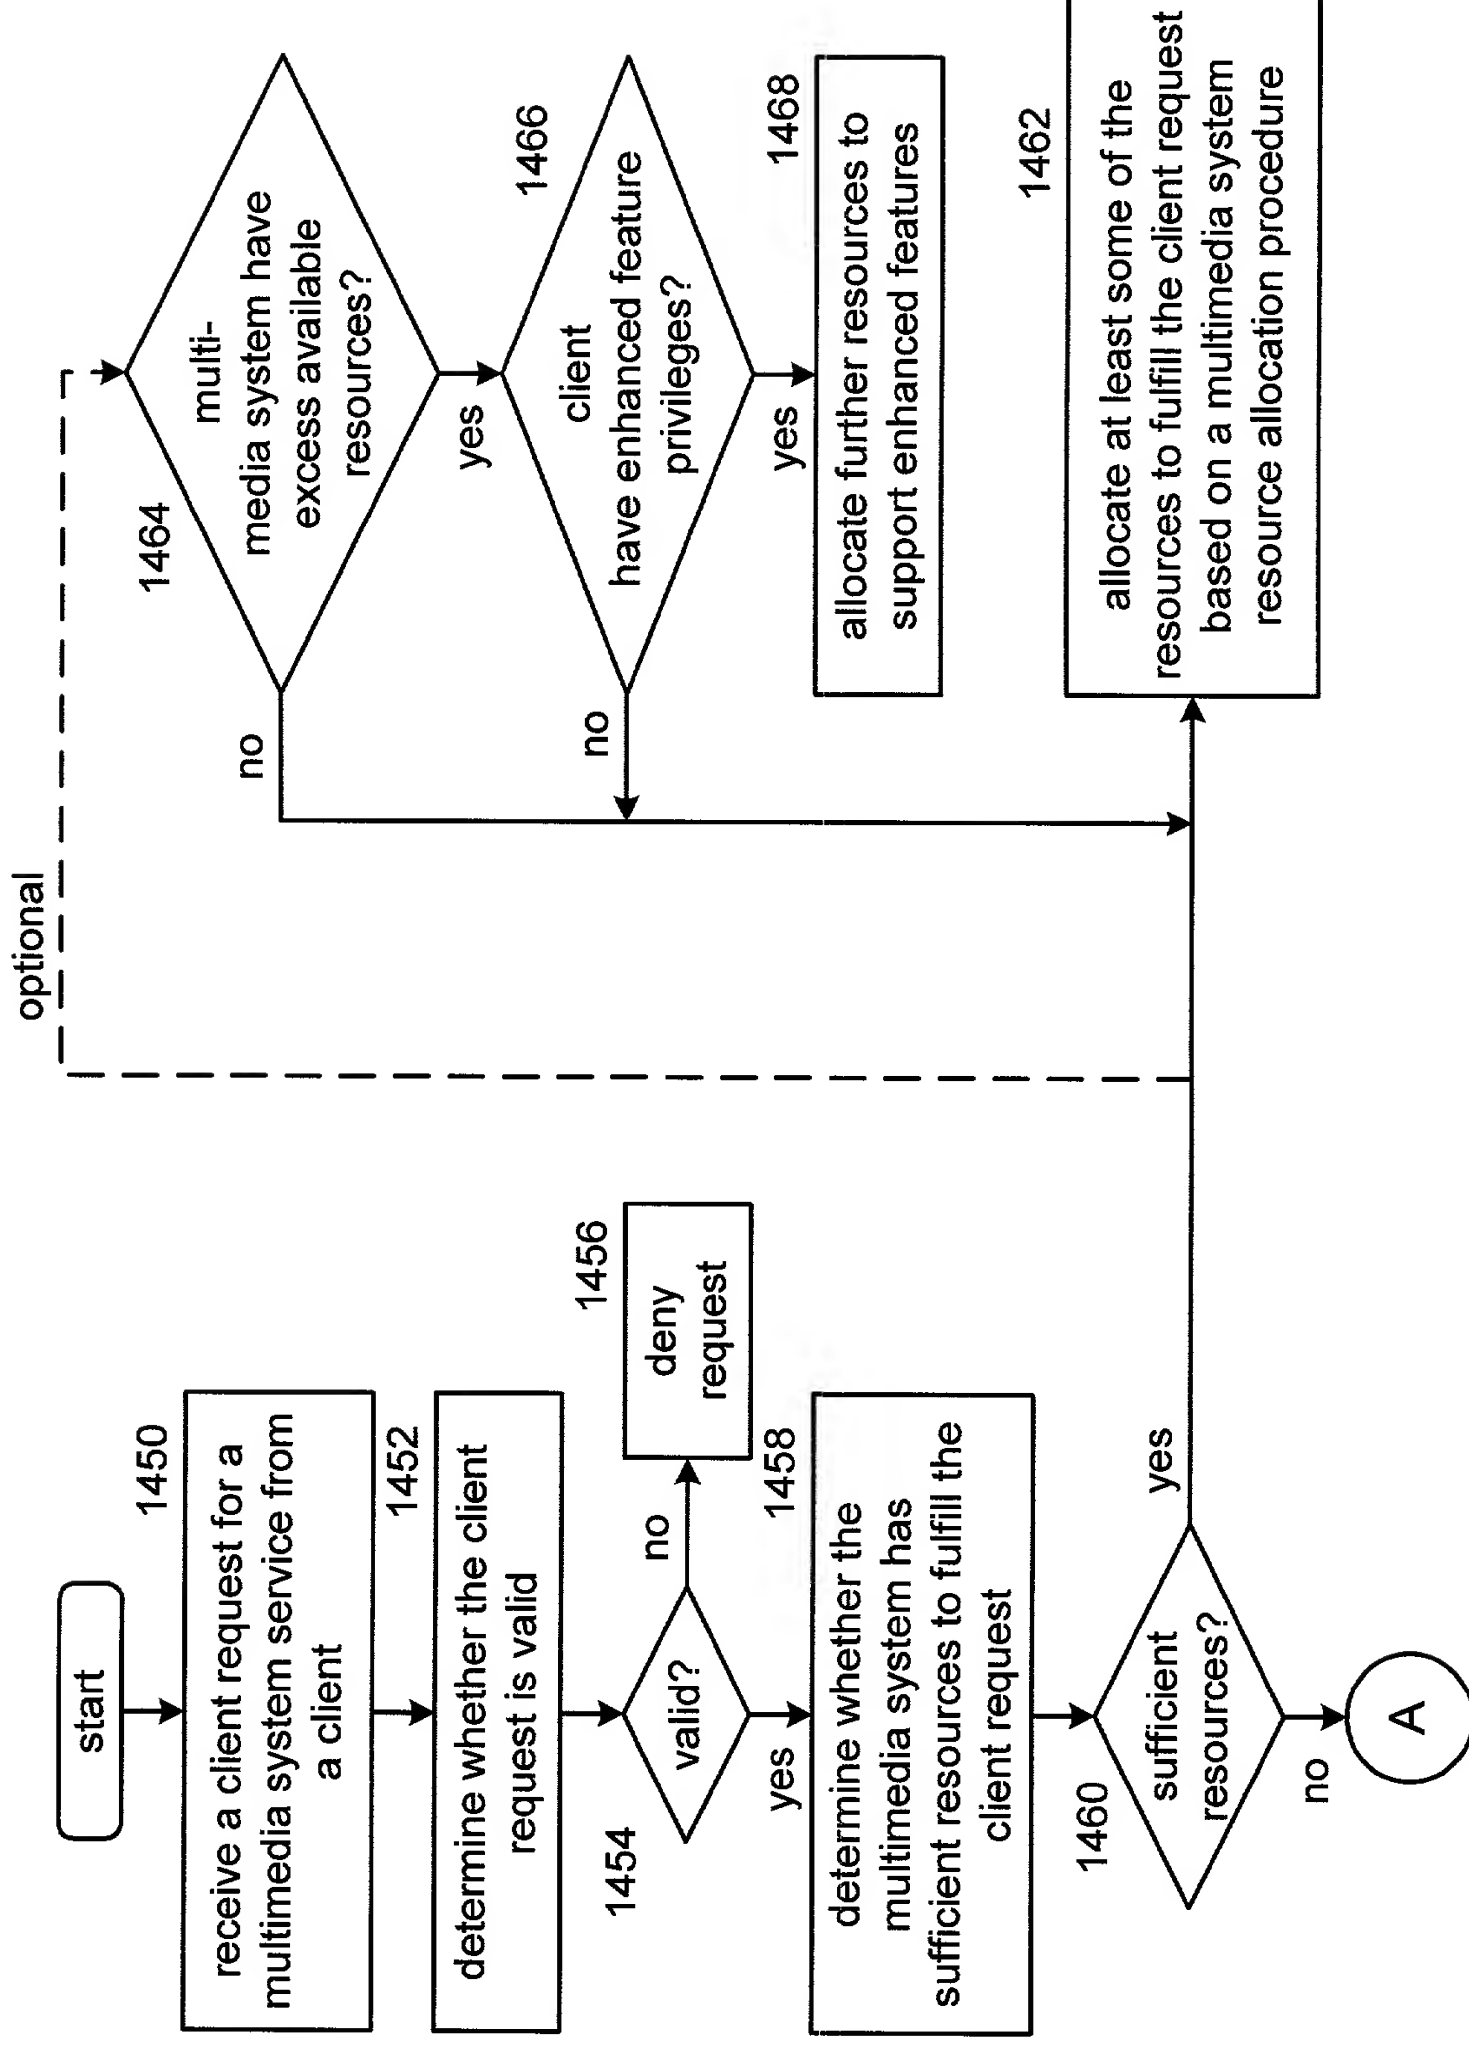 start
1450
receive a client request for a
multimedia system service from
a client
1452
determine whether the client
request is valid
1454
valid?
no
1456
deny
request
yes
1458
determine whether the
multimedia system has
sufficient resources to fulfill the
client request
1460
sufficient
resources?
yes
no
A
optional
1464
multi-
media system have
excess available
resources?
no
yes
1466
client
have enhanced feature
privileges?
no
yes
1468
allocate further resources to
support enhanced features
1462
allocate at least some of the
resources to fulfill the client request
based on a multimedia system
resource allocation procedure